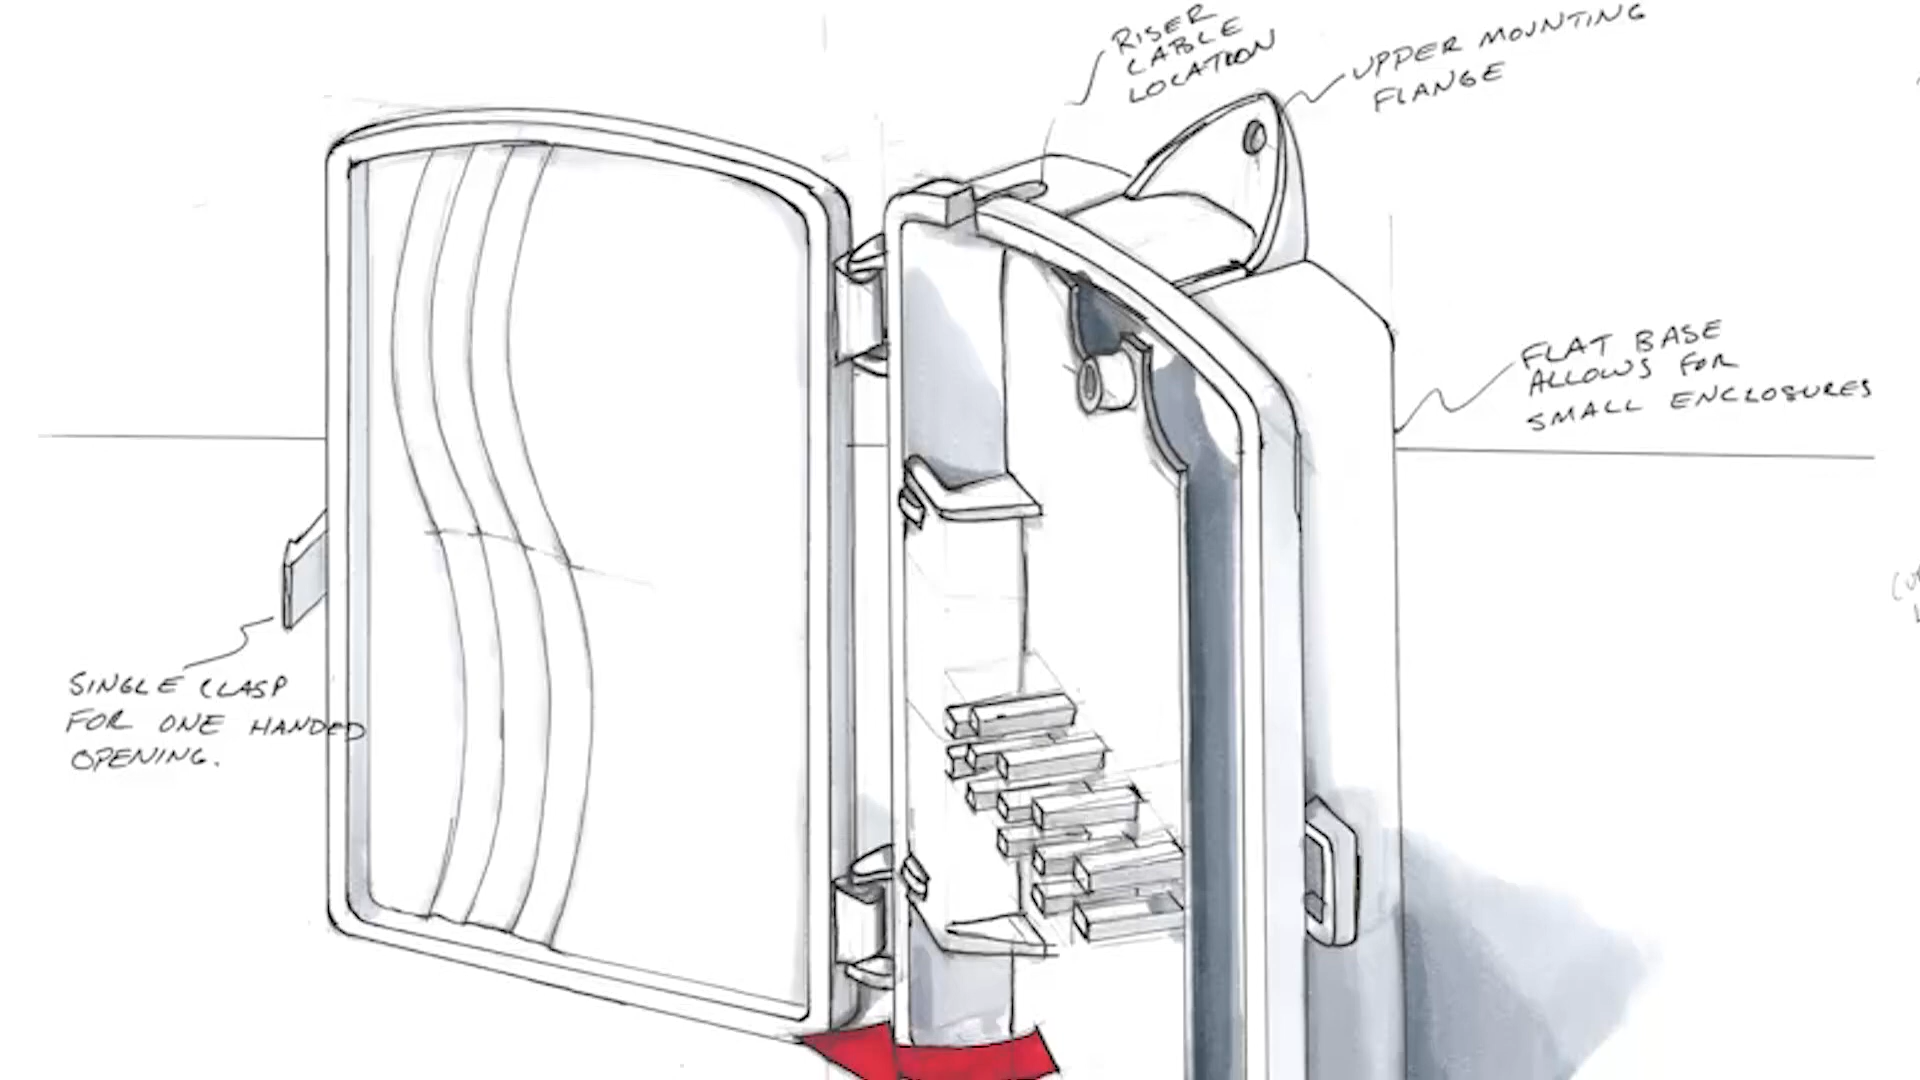 RISER
CABLE
LOCATION
UPPER MOUNTING
FLANGE
FLAT BASE
ALLOWS FOR
SMALL ENCLOSURES
SINGLE CLASP
FOR ONE HANDED
OPENING.